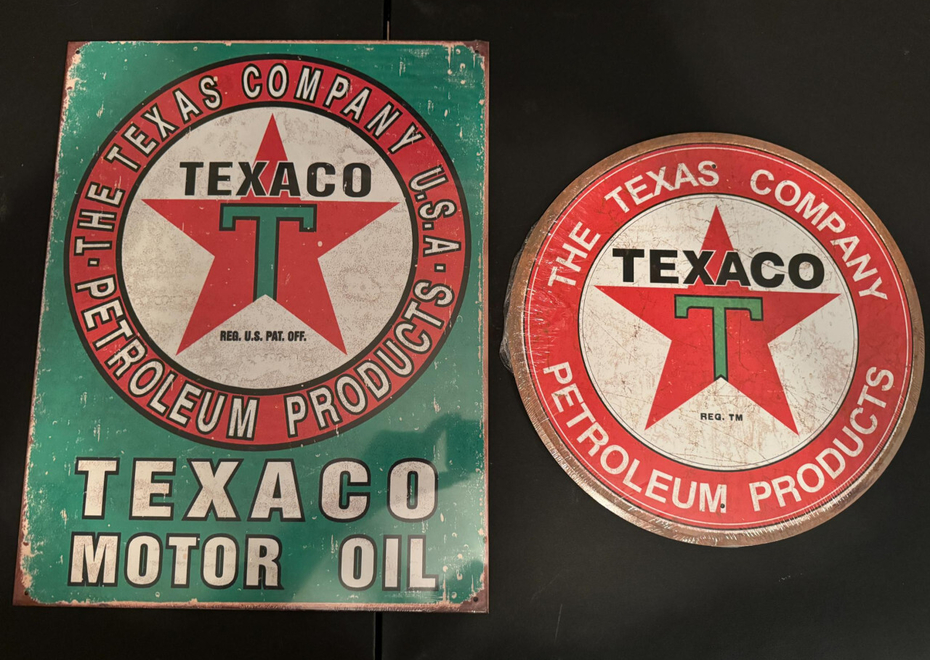 THE TEXAS COMPANY U.S.A.
TEXACO
T
REG. U.S. PAT. OFF.
PETROLEUM PRODUCTS
TEXACO
MOTOR OIL
THE TEXAS COMPANY
TEXACO
T
REG. TM
PETROLEUM PRODUCTS